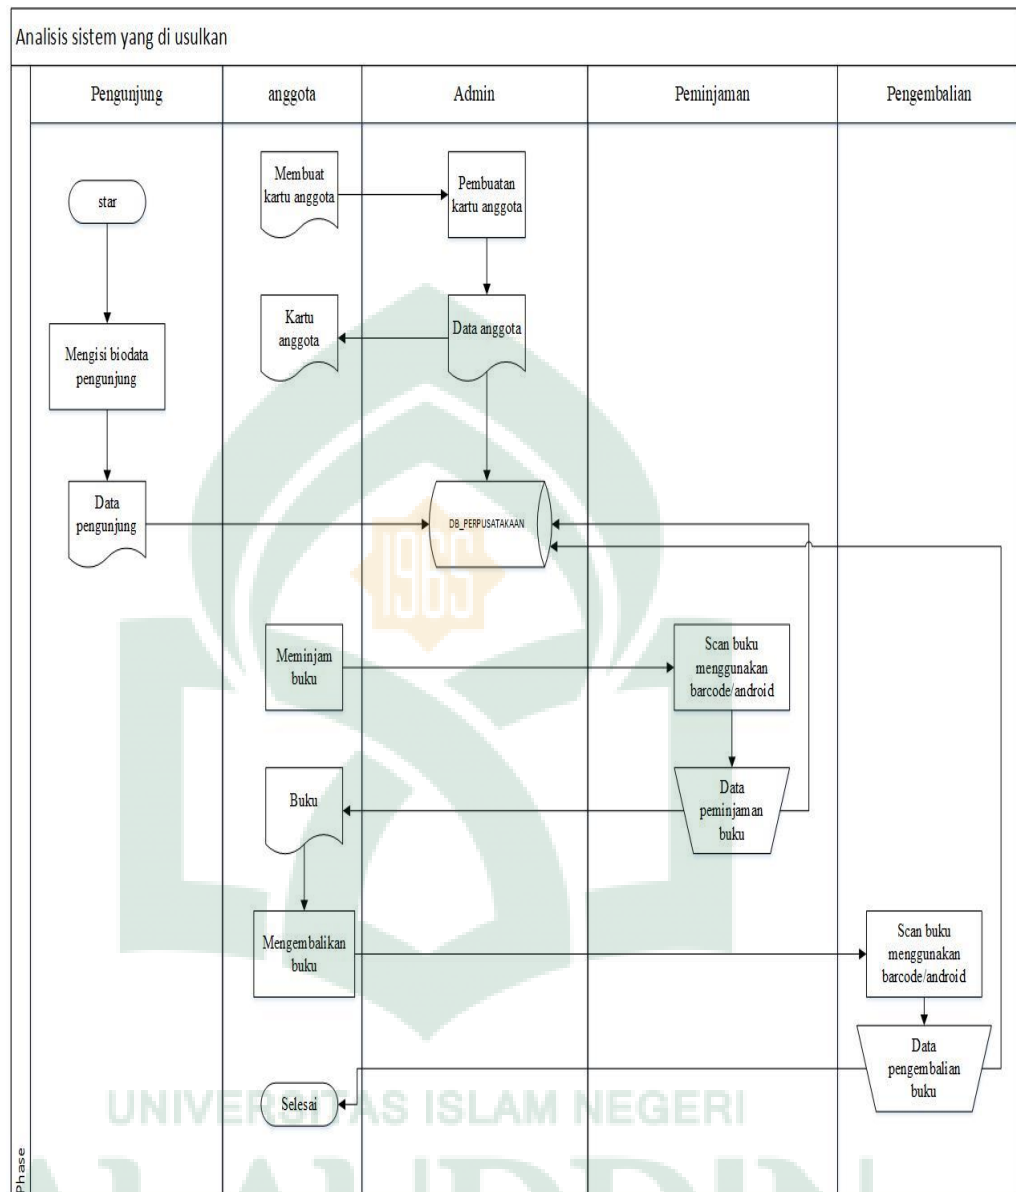 Analisis sistem yang di usulkan
Pengunjung
anggota
Admin
Peminjaman
Pengembalian
star
Membuat
kartu anggota
Pembuatan
kartu anggota
Mengisi biodata
pengunjung
Kartu
anggota
Data anggota
Data
pengunjung
DB_PERPUSATAKAAN
1965
Meminjam
buku
Scan buku
menggunakan
barcode/android
Buku
Data
peminjaman
buku
Mengembalikan
buku
Scan buku
menggunakan
barcode/android
Data
pengembalian
buku
Selesai
UNIVERSITAS ISLAM NEGERI
ALAUDDIN
Phase